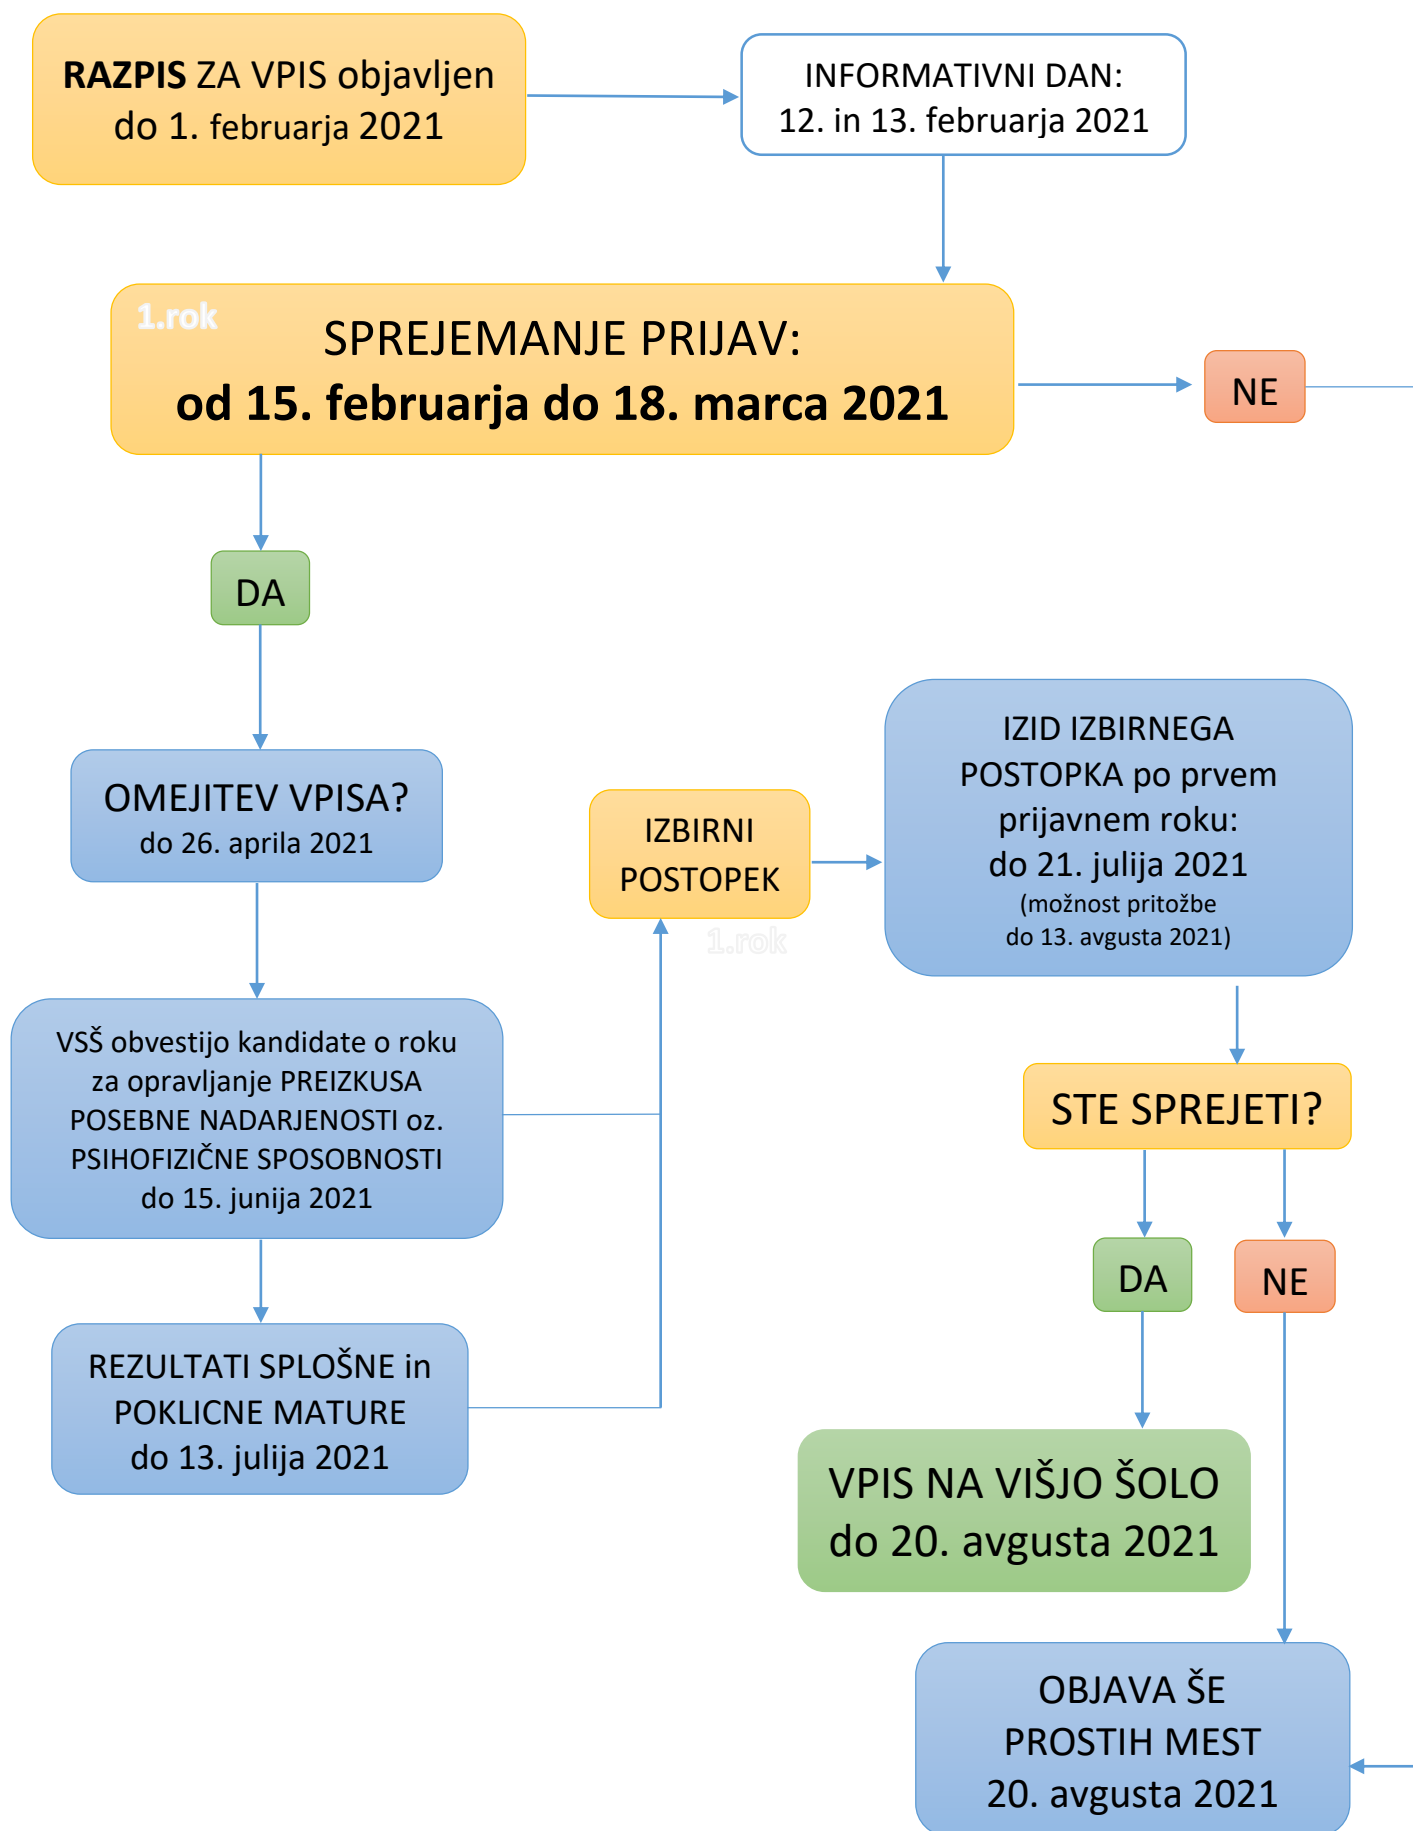 RAZPIS ZA VPIS objavljen
do 1. februarja 2021
INFORMATIVNI DAN:
12. in 13. februarja 2021
1.rok
SPREJEMANJE PRIJAV:
od 15. februarja do 18. marca 2021
NE
DA
OMEJITEV VPISA?
do 26. aprila 2021
IZBIRNI
POSTOPEK
1.rok
IZID IZBIRNEGA
POSTOPKA po prvem
prijavnem roku:
do 21. julija 2021
(možnost pritožbe
do 13. avgusta 2021)
VSŠ obvestijo kandidate o roku
za opravljanje PREIZKUSA
POSEBNE NADARJENOSTI oz.
PSIHOFIZIČNE SPOSOBNOSTI
do 15. junija 2021
STE SPREJETI?
DA
NE
REZULTATI SPLOŠNE in
POKLICNE MATURE
do 13. julija 2021
VPIS NA VIŠJO ŠOLO
do 20. avgusta 2021
OBJAVA ŠE
PROSTIH MEST
20. avgusta 2021